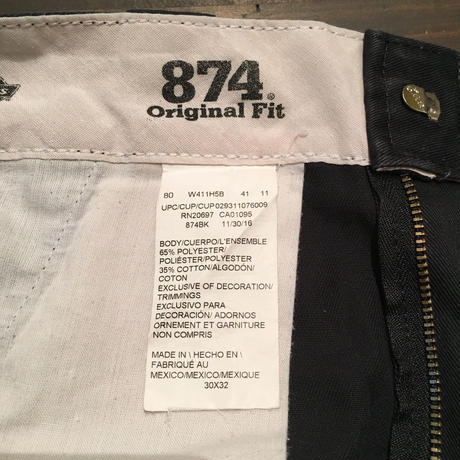 874®
Original Fit
80 W411H5B 41 11
UPC/CUP/CUP029311076009
RN20697 CA01095
874BK 11/30/16
BODY/CUERPO/L'ENSEMBLE
65% POLYESTER/
POLIÉSTER/POLYESTER
35% COTTON/ALGODÓN/
COTON
EXCLUSIVE OF DECORATION/
TRIMMINGS
EXCLUSIVO PARA
DECORACIÓN/ ADORNOS
ORNEMENT ET GARNITURE
NON COMPRIS
MADE IN \ HECHO EN \
FABRIQUÉ AU
MEXICO/MEXICO/MEXIQUE
30X32